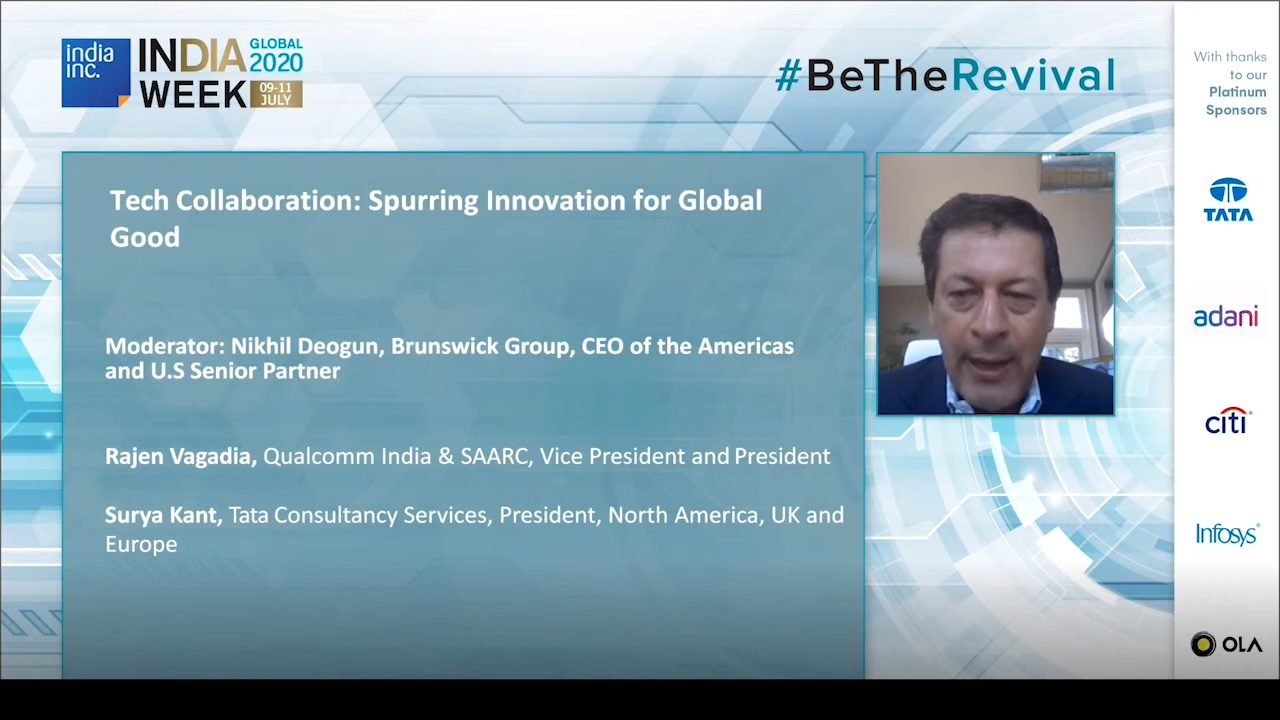 india
inc.
INDIA
WEEK
GLOBAL
2020
09-11
JULY
#BeTheRevival
With thanks
to our
Platinum
Sponsors
Tech Collaboration: Spurring Innovation for Global
Good
Moderator: Nikhil Deogun, Brunswick Group, CEO of the Americas
and U.S Senior Partner
Rajen Vagadia, Qualcomm India & SAARC, Vice President and President
Surya Kant, Tata Consultancy Services, President, North America, UK and
Europe
TATA
adani
citi
Infosys
OLA